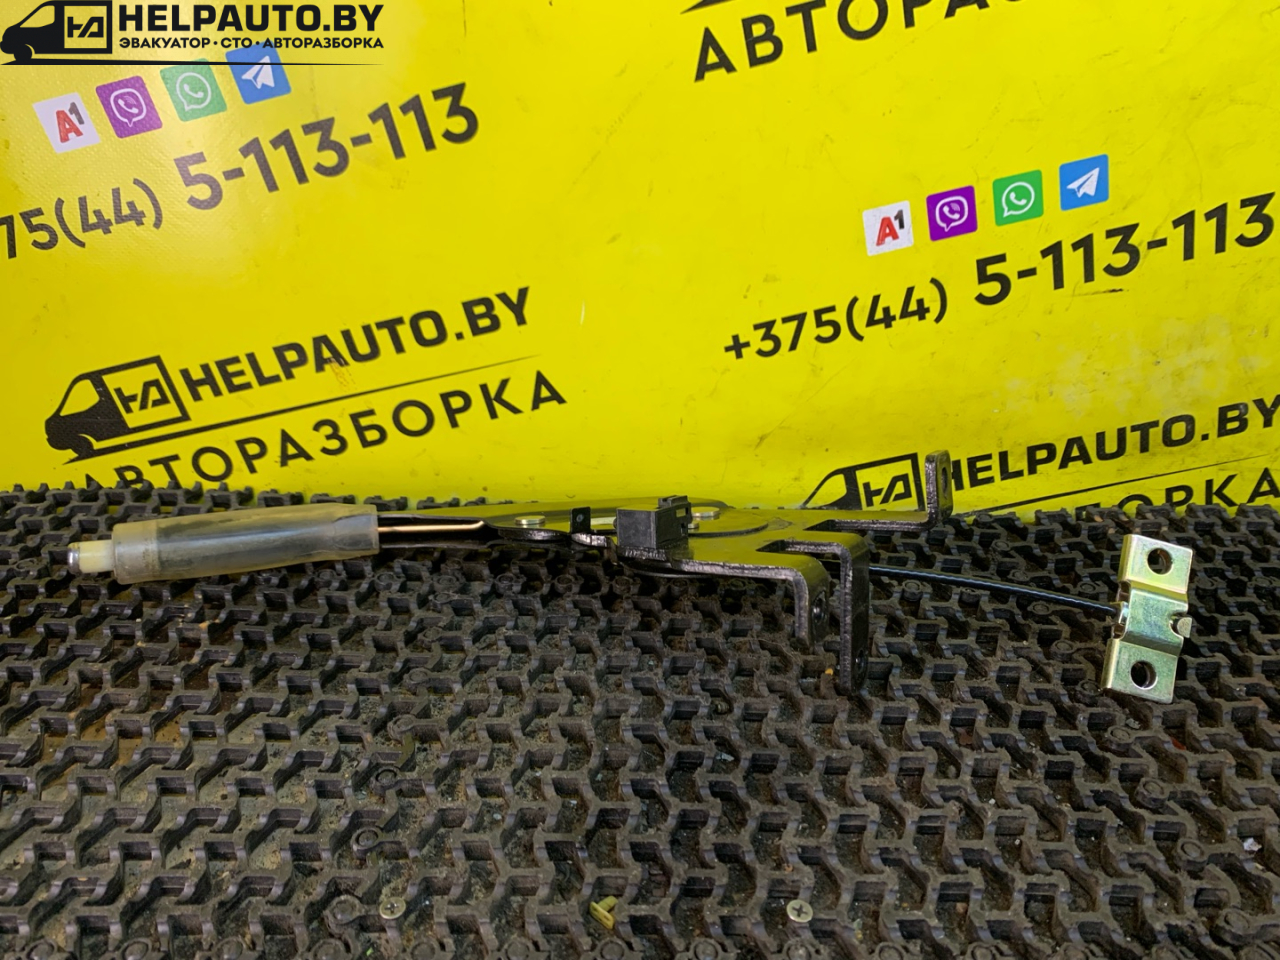 HELPAUTO.BY
ЭВАКУАТОР · СТО · АВТОРАЗБОРКА
A1
75(44) 5-113-113
HELPAUTO.BY
АВТОРАЗБОРКА
АВТОРА
A1
+375(44) 5-113-113
HELPAUTO.BY
ОРКА